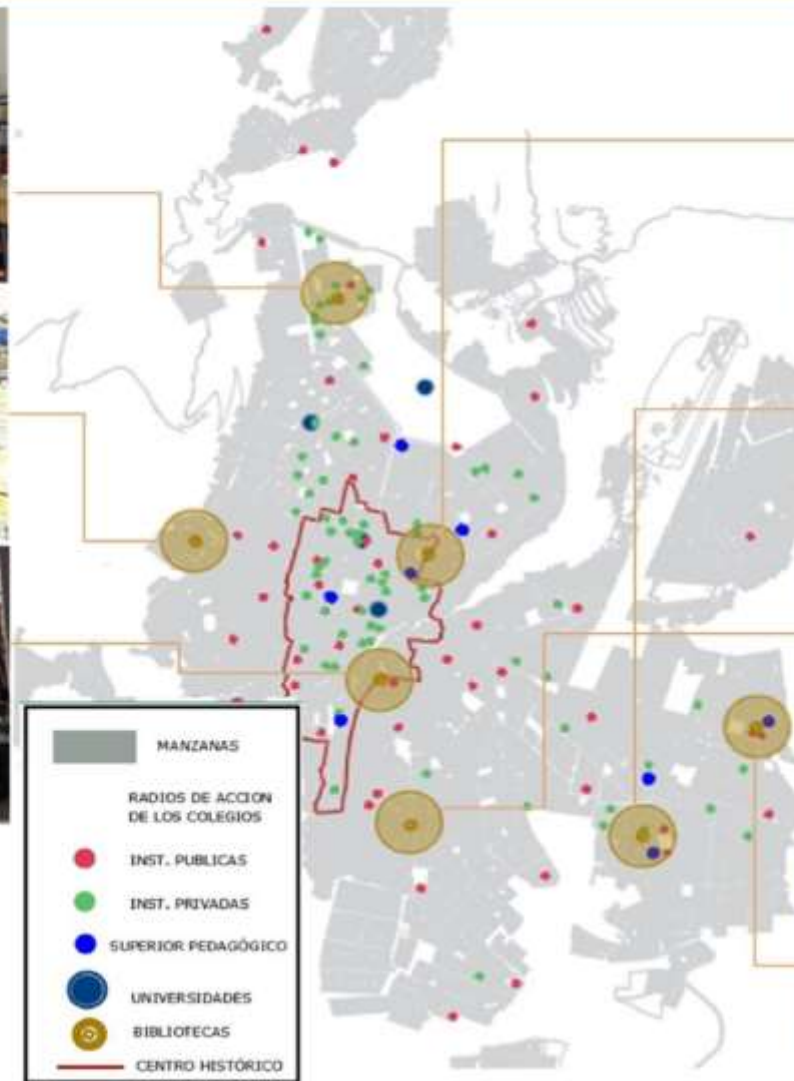 MANZANAS
RADIOS DE ACCION
DE LOS COLEGIOS
INST. PUBLICAS
INST. PRIVADAS
SUPERIOR PEDAGÓGICO
UNIVERSIDADES
BIBLIOTECAS
CENTRO HISTÓRICO